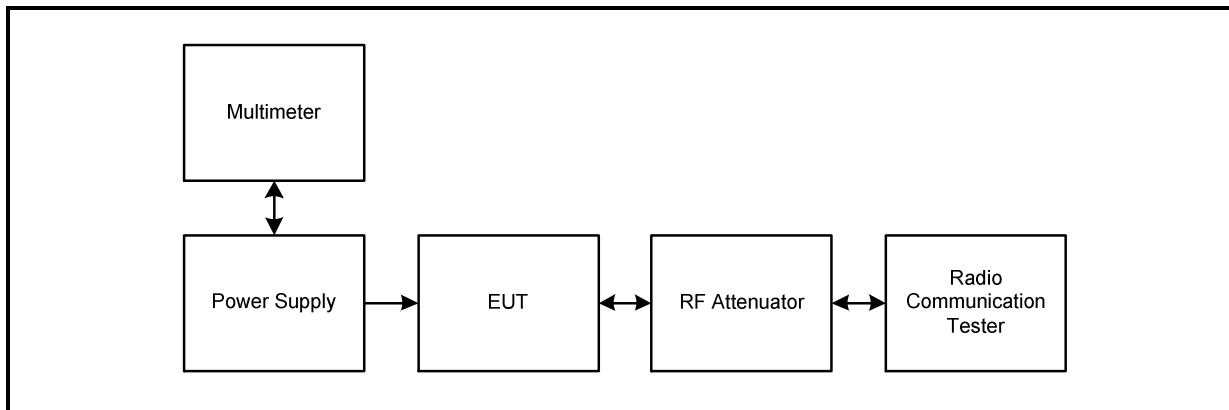 Multimeter
Power Supply
EUT
RF Attenuator
Radio
Communication
Tester